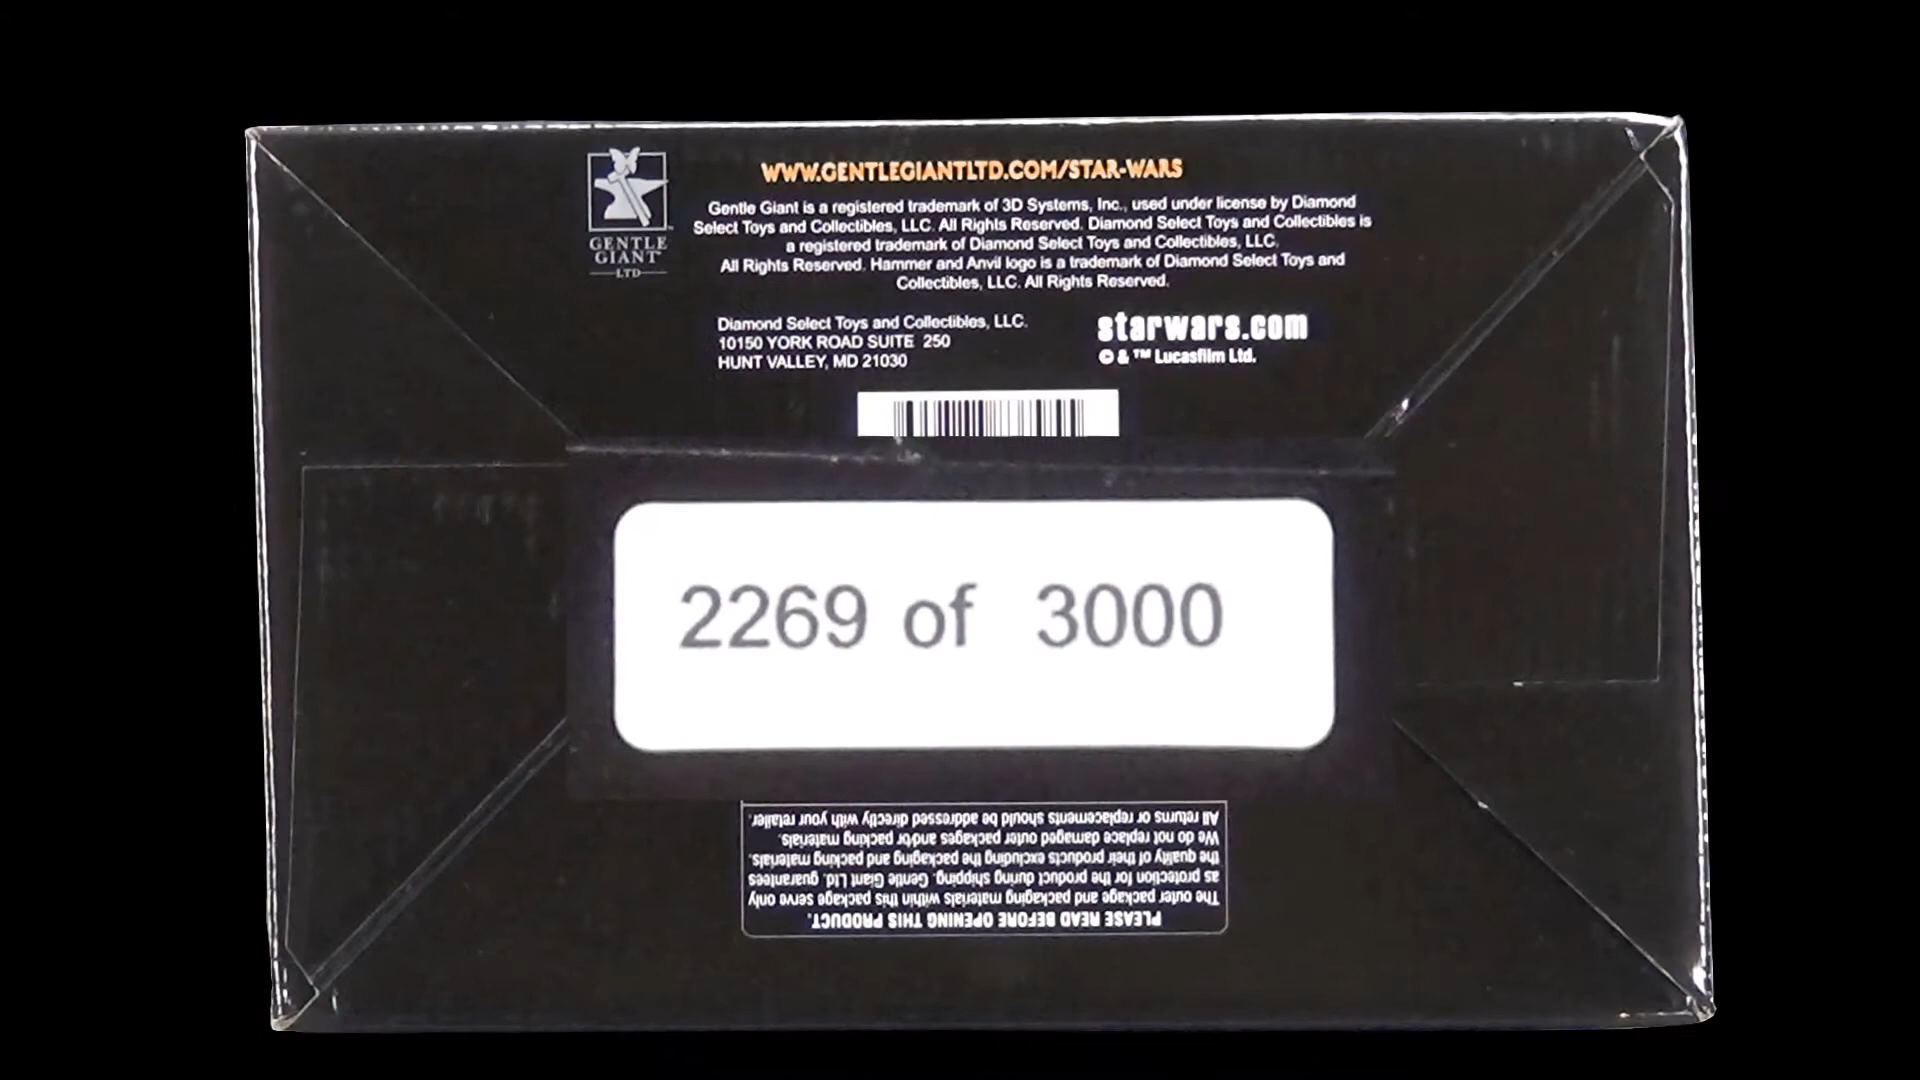 WWW.GENTLEGIANTLTD.COM/STAR-WARS
Gentle Giant is a registered trademark of 3D Systems, Inc., used under license by Diamond
Select Toys and Collectibles, LLC. All Rights Reserved. Diamond Select Toys and Collectibles is
a registered trademark of Diamond Select Toys and Collectibles, LLC.
All Rights Reserved. Hammer and Anvil logo is a trademark of Diamond Select Toys and
Collectibles, LLC. All Rights Reserved.
GENTLE
GIANT
LTD
Diamond Select Toys and Collectibles, LLC.
10150 YORK ROAD SUITE 250
HUNT VALLEY, MD 21030
starwars.com
© & ™ Lucasfilm Ltd.
2269 of 3000
PLEASE READ BEFORE OPENING THIS PRODUCT.
The outer package and packaging materials within this package serve only
as protection for the product during shipping. Gentle Giant Ltd. guarantees
the quality of their products excluding the packaging and packing materials.
We do not replace damaged outer packages and/or packing materials.
All returns or replacements should be addressed directly with your retailer.